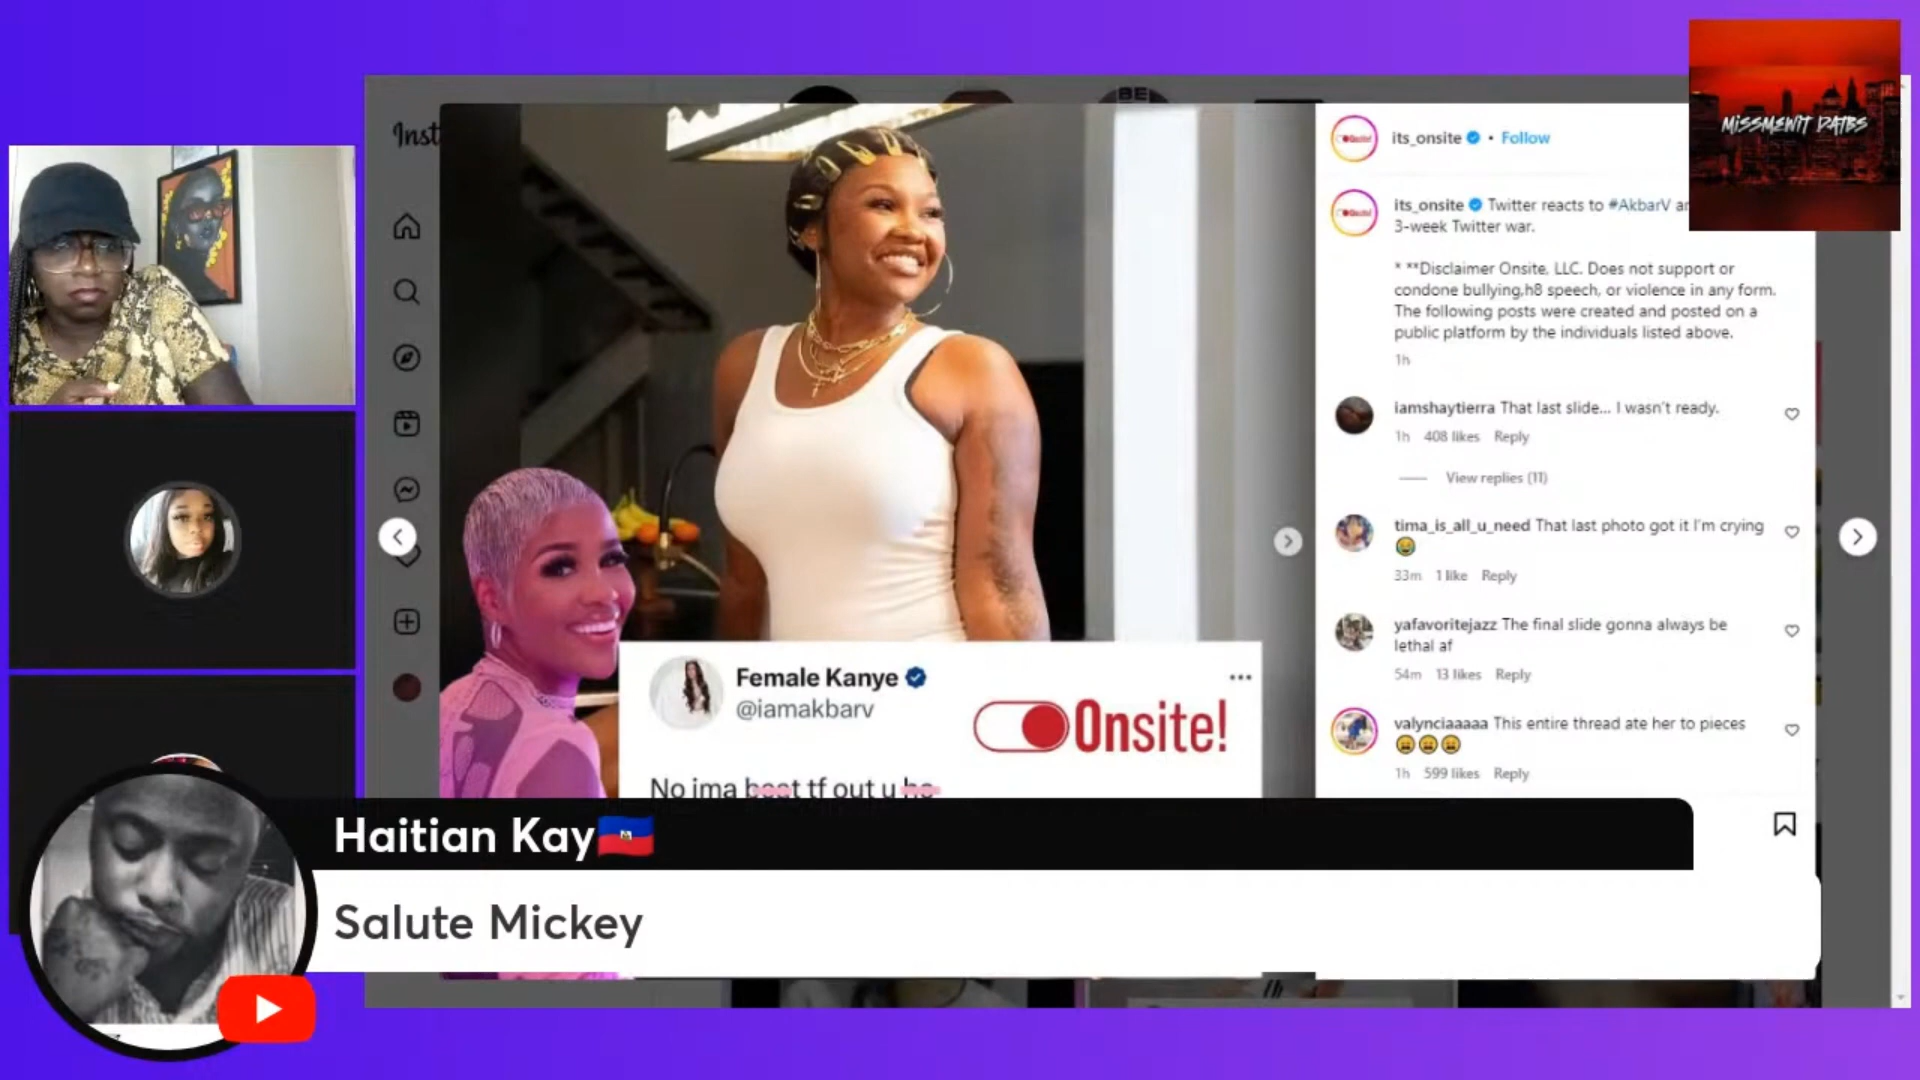 BE
MISSMEWIT DATBS
Inst
its_onsite • Follow
its_onsite Twitter reacts to #AkbarV
3-week Twitter war.
* **Disclaimer Onsite, LLC. Does not support or
condone bullying,h8 speech, or violence in any form.
The following posts were created and posted on a
public platform by the individuals listed above.
1h
iamshaytierra That last slide... I wasn't ready.
1h 408 likes Reply
View replies (11)
tima_is_all_u_need That last photo got it I'm crying
😭
33m 1 like Reply
yafavoritejazz The final slide gonna always be
lethal af
54m 13 likes Reply
valynciaaaaa This entire thread ate her to pieces
😩😩😩
1h 599 likes Reply
Female Kanye
@iamakbarv
Onsite!
No ima beat tf out u ho
Haitian Kay🇭🇹
Salute Mickey